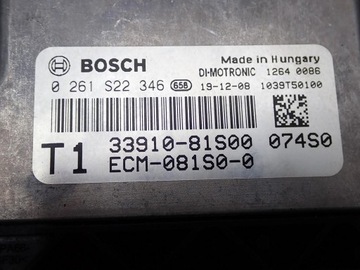 BOSCH
Made in Hungary
DI-MOTRONIC 1264 0086
0 261 S22 346 65B 19-12-08 1039T50100
T1 33910-81S00 074S0
ECM-081S0-0